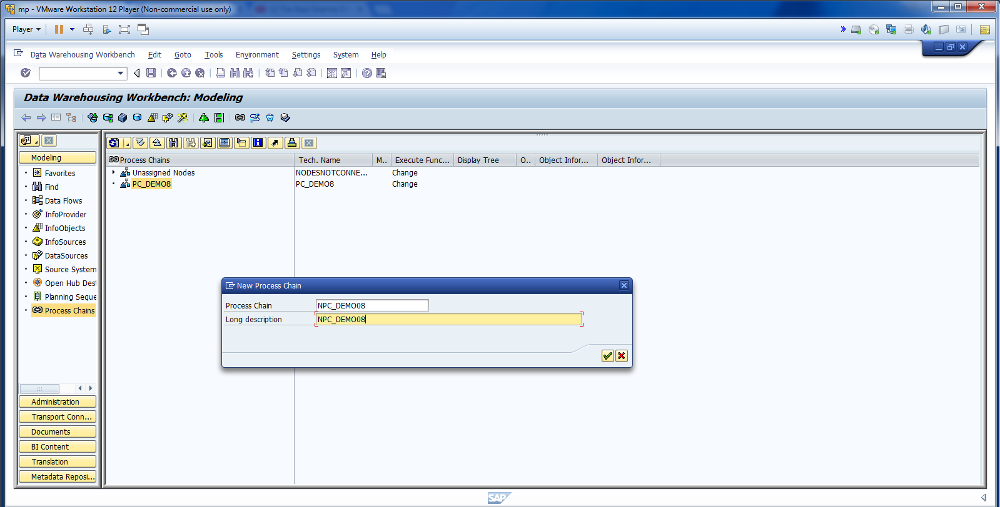 mp - VMware Workstation 12 Player (Non-commercial use only)
Player
Data Warehousing Workbench Edit Goto Tools Environment Settings System Help
Data Warehousing Workbench: Modeling
Modeling
Favorites
Find
Data Flows
InfoProvider
InfoObjects
InfoSources
DataSources
Source System
Open Hub Dest
Planning Seque
Process Chains
Administration
Transport Conn...
Documents
BI Content
Translation
Metadata Reposi...
Process Chains Tech. Name M.. Execute Func... Display Tree O.. Object Infor... Object Infor...
Unassigned Nodes NODESNOTCONNE... Change
PC_DEMO8 PC_DEMO8 Change
New Process Chain
Process Chain NPC_DEMO08
Long description NPC_DEMO08
SAP